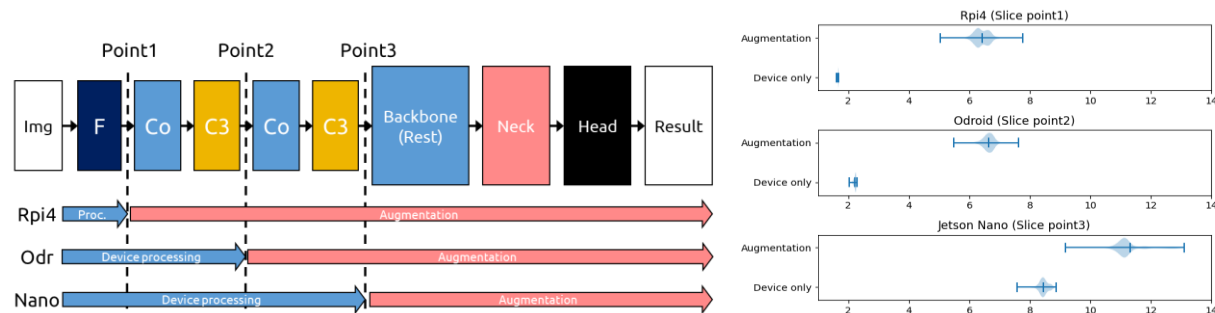 Point1 Point2 Point3
Img F Co C3 Co C3 Backbone (Rest) Neck Head Result
Rpi4 Proc. Augmentation
Odr Device processing Augmentation
Nano Device processing Augmentation
Rpi4 (Slice point1)
Augmentation
Device only
2 4 6 8 10 12 14
Odroid (Slice point2)
Augmentation
Device only
2 4 6 8 10 12 14
Jetson Nano (Slice point3)
Augmentation
Device only
2 4 6 8 10 12 14